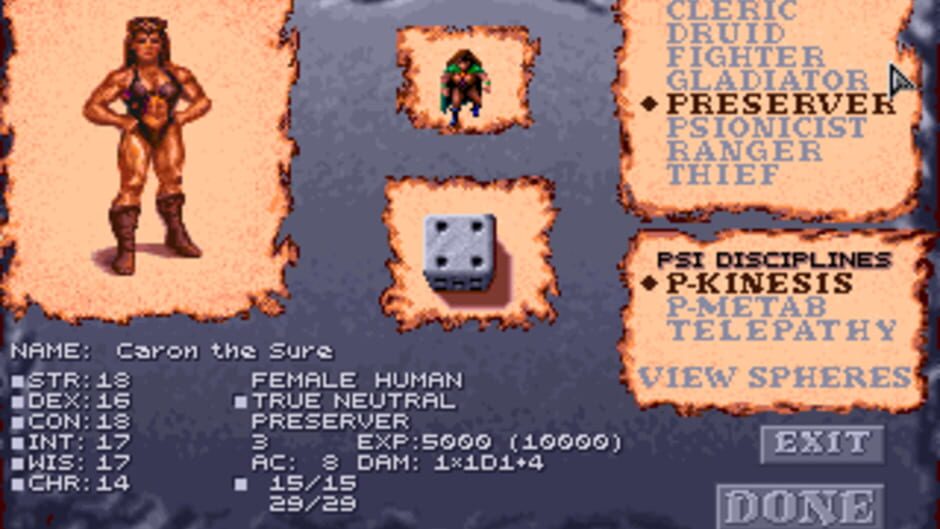 CLERIC
DRUID
FIGHTER
GLADIATOR
PRESERVER
PSIONICIST
RANGER
THIEF
PSI DISCIPLINES
P-KINESIS
P-METAB
TELEPATHY
VIEW SPHERES
NAME: Caron the Sure
STR:18 FEMALE HUMAN
DEX:16 TRUE NEUTRAL
CON:18 PRESERVER
INT:17 3 EXP:5000 (10000)
WIS:17 AC: 8 DAM: 1x1D1+4
CHR:14 15/15
29/29
EXIT
DONE